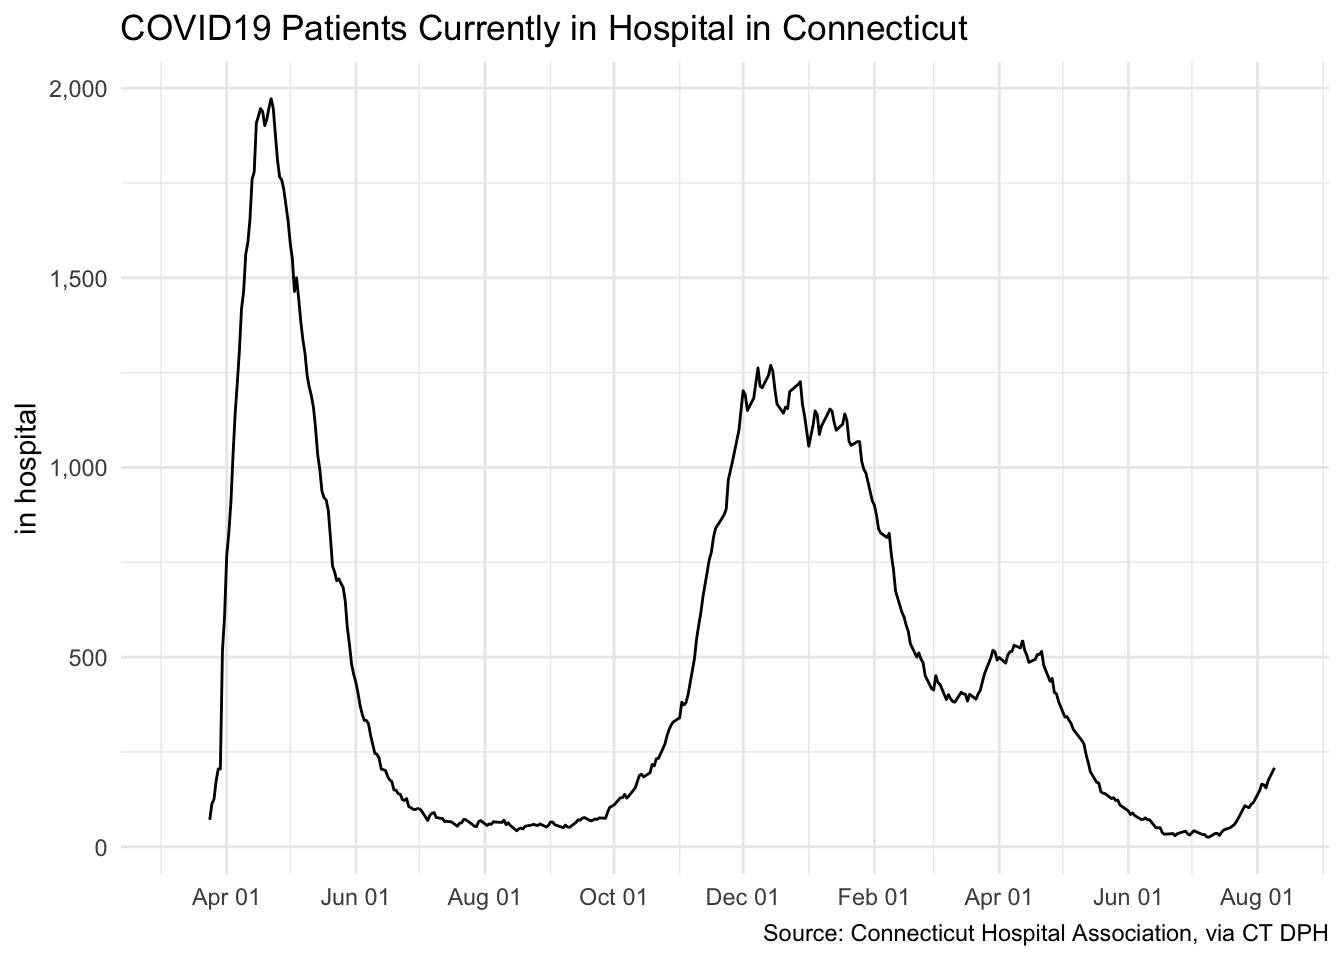 COVID19 Patients Currently in Hospital in Connecticut
2,000
1,500
1,000
500
0
in hospital
Apr 01 Jun 01 Aug 01 Oct 01 Dec 01 Feb 01 Apr 01 Jun 01 Aug 01
Source: Connecticut Hospital Association, via CT DPH